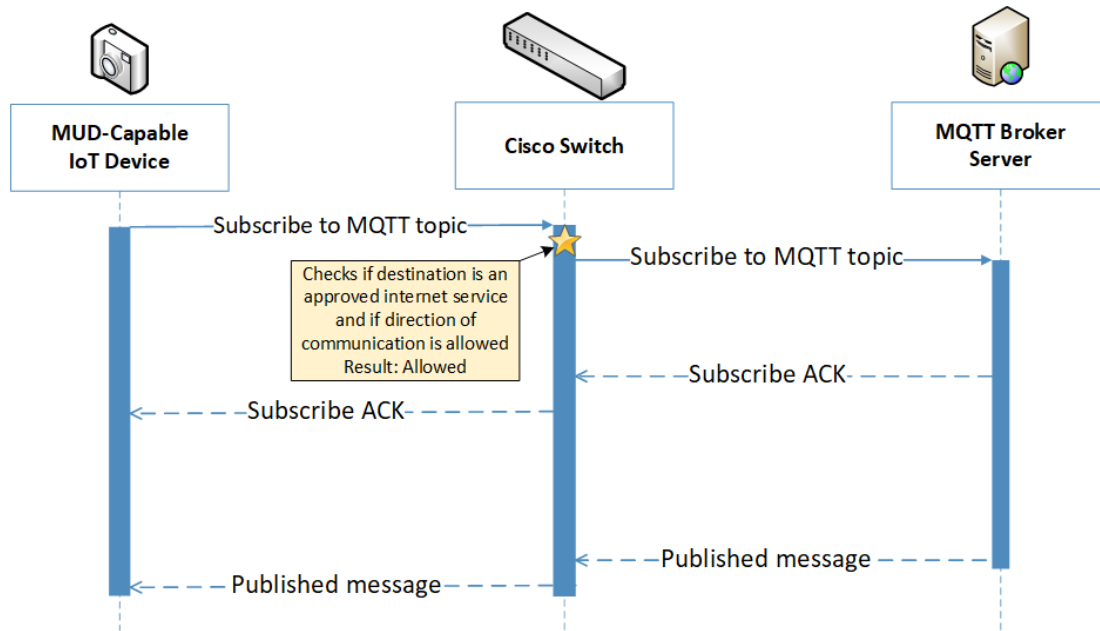 MUD-Capable
IoT Device
Cisco Switch
MQTT Broker
Server
Subscribe to MQTT topic
Subscribe to MQTT topic
Checks if destination is an
approved internet service
and if direction of
communication is allowed
Result: Allowed
Subscribe ACK
Subscribe ACK
Published message
Published message